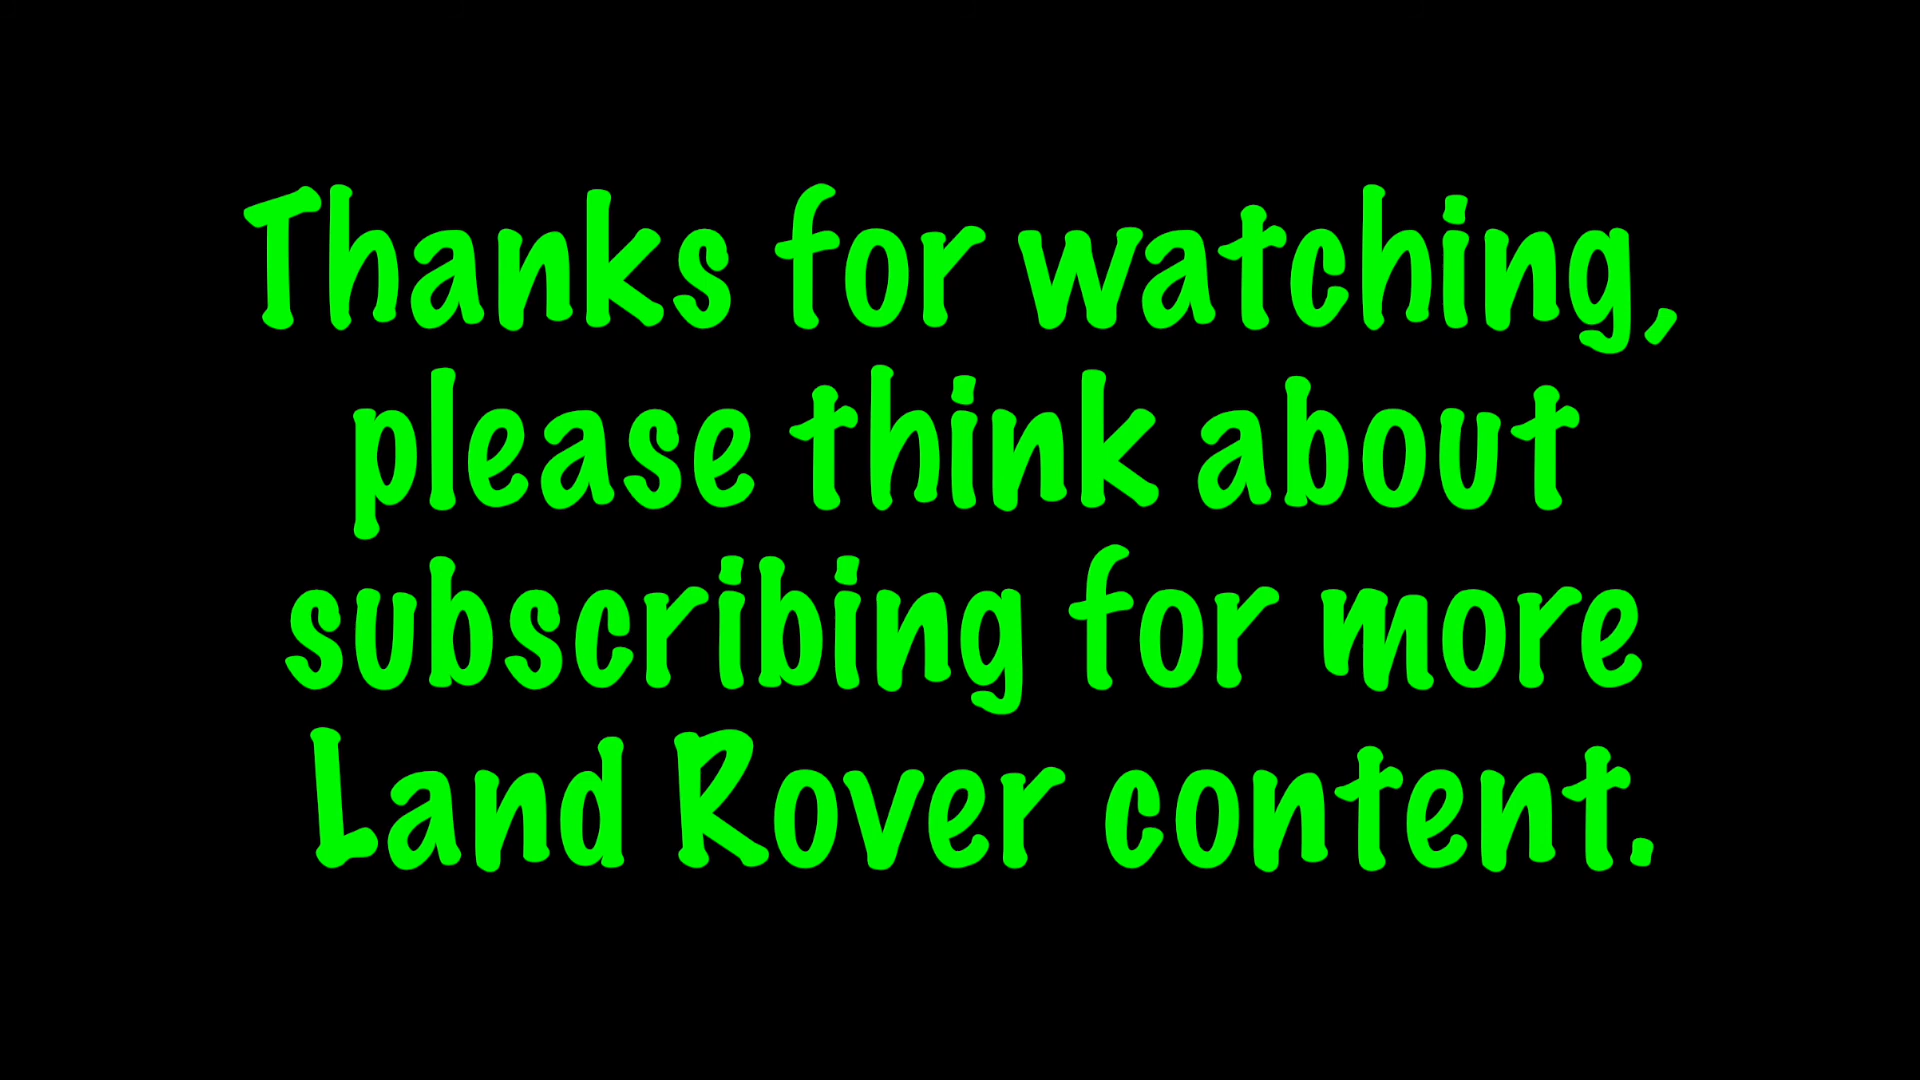 Thanks for watching,
please think about
subscribing for more
Land Rover content.